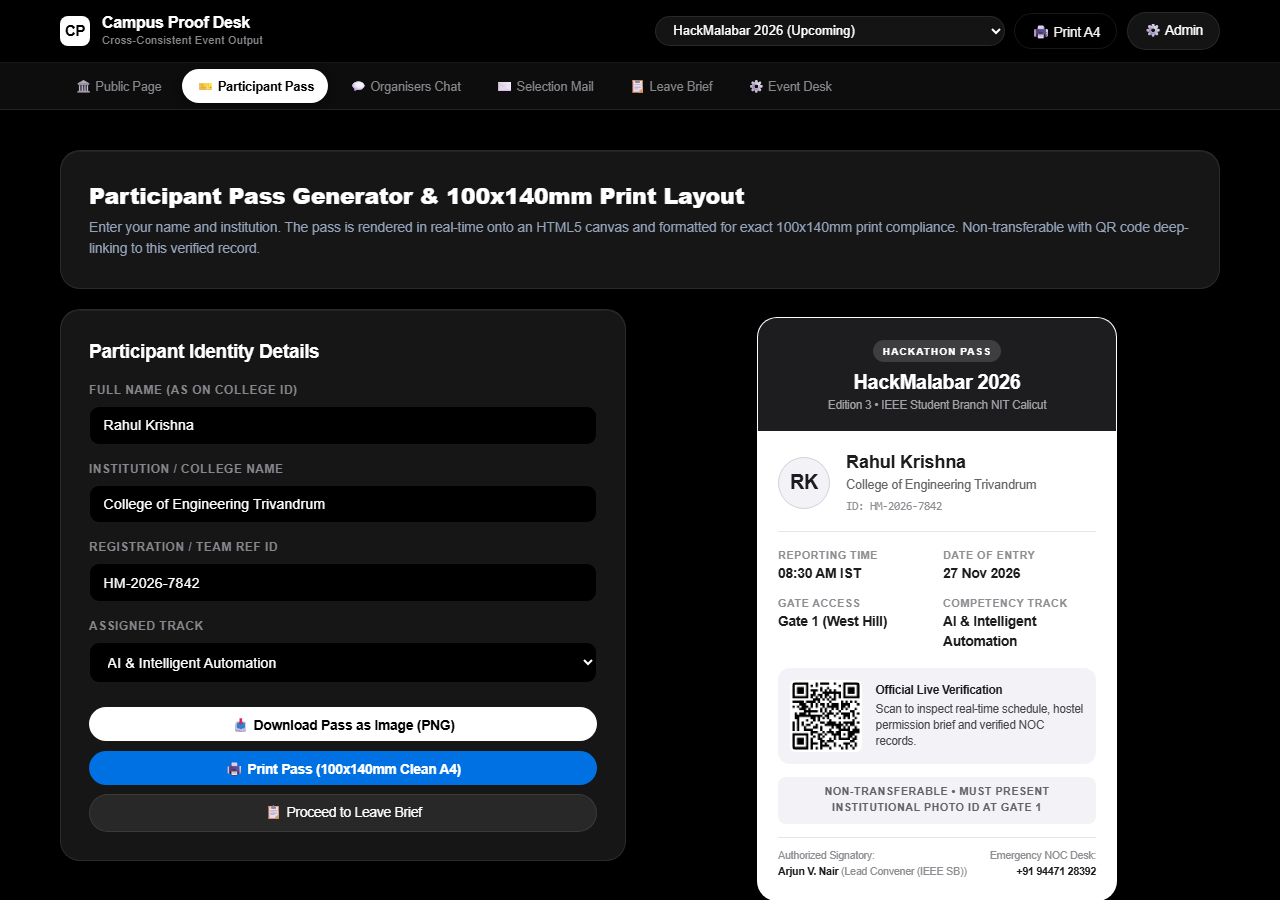 CP
Campus Proof Desk
Cross-Consistent Event Output
HackMalabar 2026 (Upcoming)
Print A4
Admin
Public Page
Participant Pass
Organisers Chat
Selection Mail
Leave Brief
Event Desk
Participant Pass Generator & 100x140mm Print Layout
Enter your name and institution. The pass is rendered in real-time onto an HTML5 canvas and formatted for exact 100x140mm print compliance. Non-transferable with QR code deep-
linking to this verified record.
Participant Identity Details
FULL NAME (AS ON COLLEGE ID)
Rahul Krishna
INSTITUTION / COLLEGE NAME
College of Engineering Trivandrum
REGISTRATION / TEAM REF ID
HM-2026-7842
ASSIGNED TRACK
AI & Intelligent Automation
Download Pass as Image (PNG)
Print Pass (100x140mm Clean A4)
Proceed to Leave Brief
HACKATHON PASS
HackMalabar 2026
Edition 3 • IEEE Student Branch NIT Calicut
RK
Rahul Krishna
College of Engineering Trivandrum
ID: HM-2026-7842
REPORTING TIME
08:30 AM IST
DATE OF ENTRY
27 Nov 2026
GATE ACCESS
Gate 1 (West Hill)
COMPETENCY TRACK
AI & Intelligent
Automation
Official Live Verification
Scan to inspect real-time schedule, hostel
permission brief and verified NOC
records.
NON-TRANSFERABLE • MUST PRESENT
INSTITUTIONAL PHOTO ID AT GATE 1
Authorized Signatory:
Arjun V. Nair (Lead Convener (IEEE SB))
Emergency NOC Desk:
+91 94471 28392